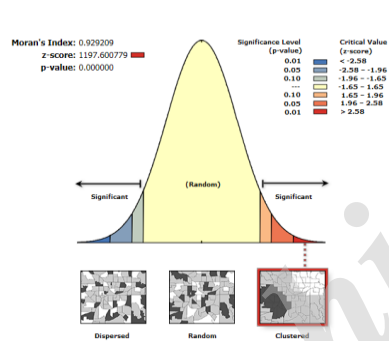 Moran's Index: 0.929209
z-score: 1197.600779
p-value: 0.000000
Significance Level (p-value)
Critical Value (z-score)
0.01 < -2.58
0.05 -2.58 - -1.96
0.10 -1.96 - -1.65
--- -1.65 - 1.65
0.10 1.65 - 1.96
0.05 1.96 - 2.58
0.01 > 2.58
(Random)
Significant
Significant
Dispersed
Random
Clustered